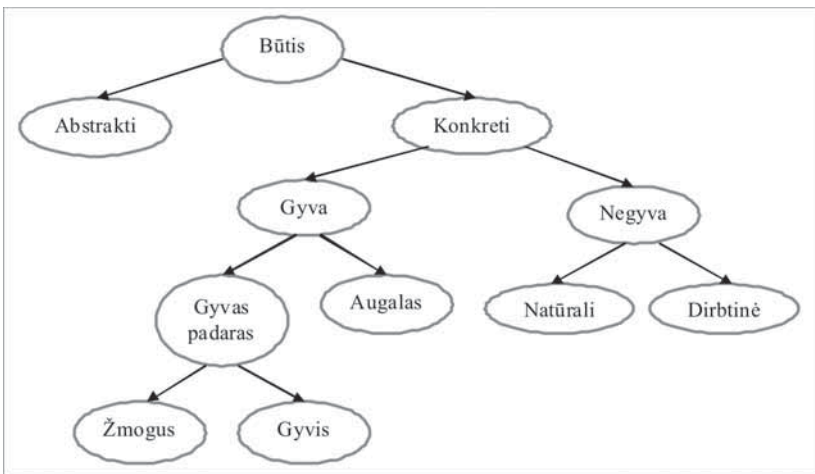 Būtis
Abstrakti
Konkreti
Gyva
Negyva
Gyvas
padaras
Augalas
Natūrali
Dirbtinė
Žmogus
Gyvis